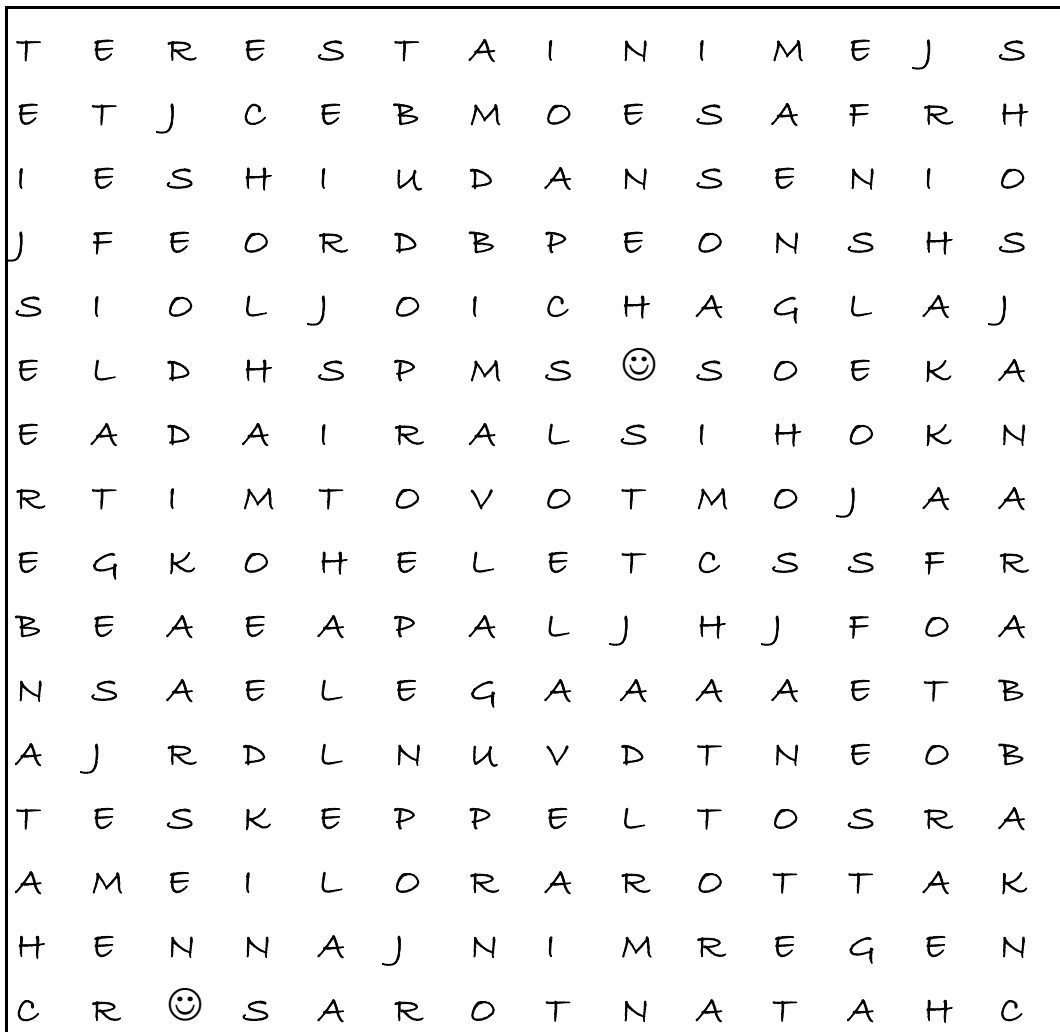 T E R E S T A I N I M E J S
E T J C E B M O E S A F R H
I E S H I U D A N S E N I O
J F E O R D B P E O N S H S
S I O L J O I C H A G L A J
E L D H S P M S ☺ S O E K A
E A D A I R A L S I H O K N
R T I M T O V O T M O J A A
E G K O H E L E T C S S F R
B E A E A P A L J H J F O A
N S A E L E G A A A A E T B
A J R D L N U V D T N E O B
T E S K E P P E L T O S R A
A M E I L O R A R O T T A K
H E N N A J N I M R E G E N
C R ☺ S A R O T N A T A H C